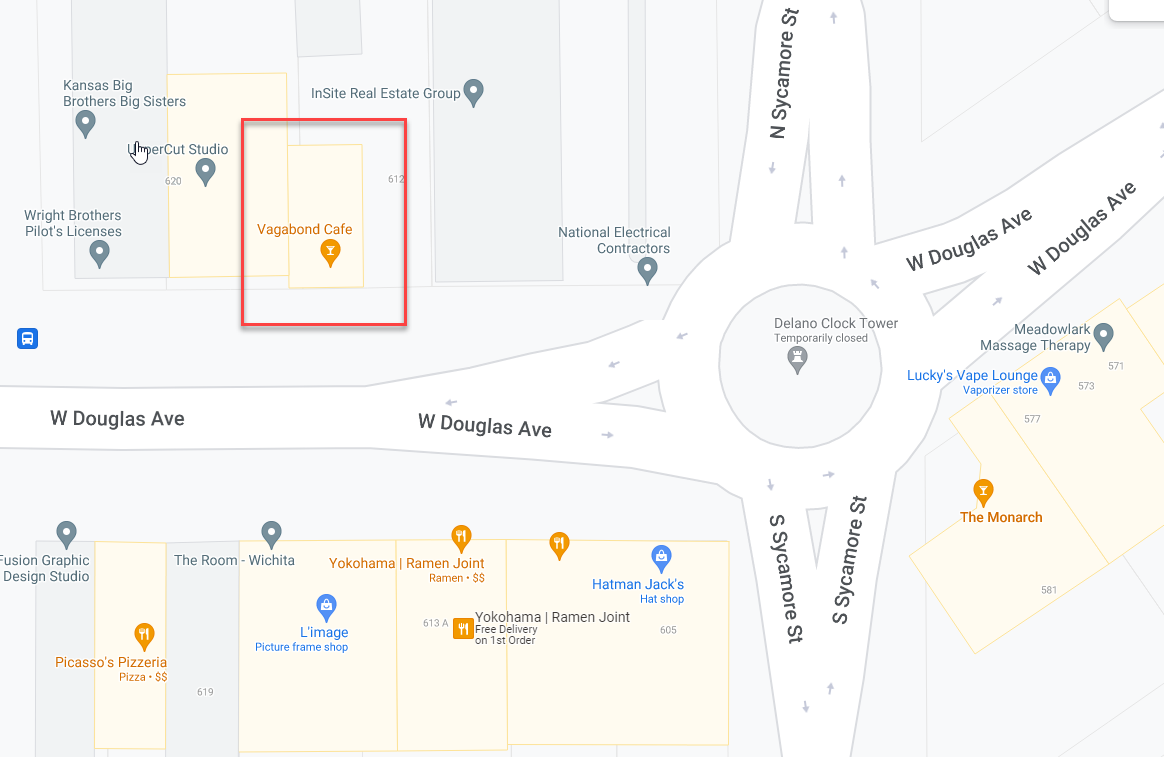 N Sycamore St
Kansas Big
Brothers Big Sisters
InSite Real Estate Group
UpperCut Studio
620
612
Wright Brothers
Pilot's Licenses
Vagabond Cafe
National Electrical
Contractors
W Douglas Ave
W Douglas Ave
Delano Clock Tower
Temporarily closed
Meadowlark
Massage Therapy
571
Lucky's Vape Lounge
Vaporizer store
573
577
W Douglas Ave
W Douglas Ave
The Monarch
S Sycamore St
S Sycamore St
Fusion Graphic
Design Studio
The Room - Wichita
Yokohama | Ramen Joint
Ramen • $$
Hatman Jack's
Hat shop
581
L'image
Picture frame shop
613 A
Yokohama | Ramen Joint
Free Delivery
on 1st Order
605
Picasso's Pizzeria
Pizza • $$
619